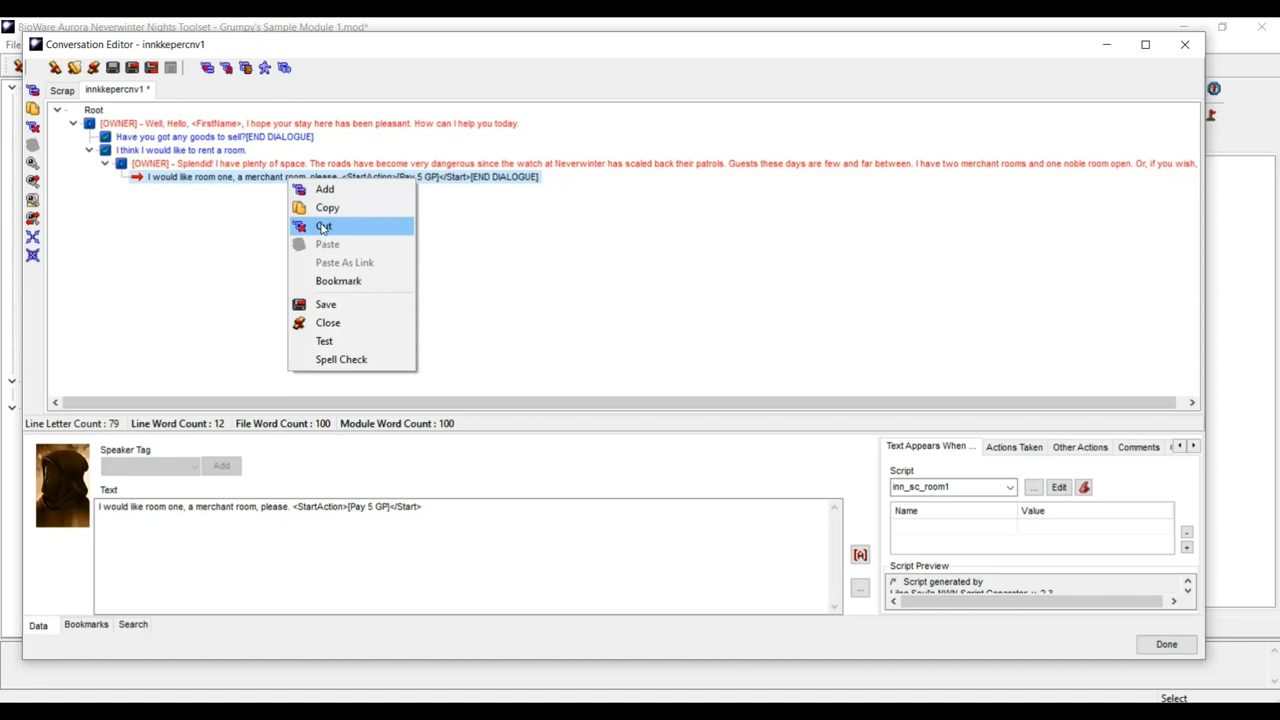 BioWare Aurora Neverwinter Nights Toolset - Grumpy's Sample Module 1.mod*
File
Conversation Editor - innkkepercnv1
Scrap
innkkepercnv1 *
Root
[OWNER] - Well, Hello, <FirstName>, I hope your stay here has been pleasant. How can I help you today.
Have you got any goods to sell?[END DIALOGUE]
I think I would like to rent a room.
[OWNER] - Splendid! I have plenty of space. The roads have become very dangerous since the watch at Neverwinter has scaled back their patrols. Guests these days are few and far between. I have two merchant rooms and one noble room open. Or, if you wish,
I would like room one, a merchant room, please. <StartAction>[Pay 5 GP]</Start>[END DIALOGUE]
Add
Copy
Cut
Paste
Paste As Link
Bookmark
Save
Close
Test
Spell Check
Line Letter Count : 79 Line Word Count : 12 File Word Count : 100 Module Word Count : 100
Speaker Tag
Add
Text
I would like room one, a merchant room, please. <StartAction>[Pay 5 GP]</Start>
[A]
...
Text Appears When ... Actions Taken Other Actions Comments
Script
inn_sc_room1
... Edit
Name Value
-
+
Script Preview
/* Script generated by
Lilac Soul's NWN Script Generator, v. 2.3
Data Bookmarks Search
Done
Select